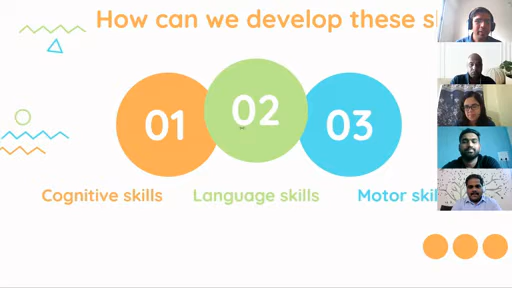 How can we develop these
01
02
03
Cognitive skills
Language skills
Motor